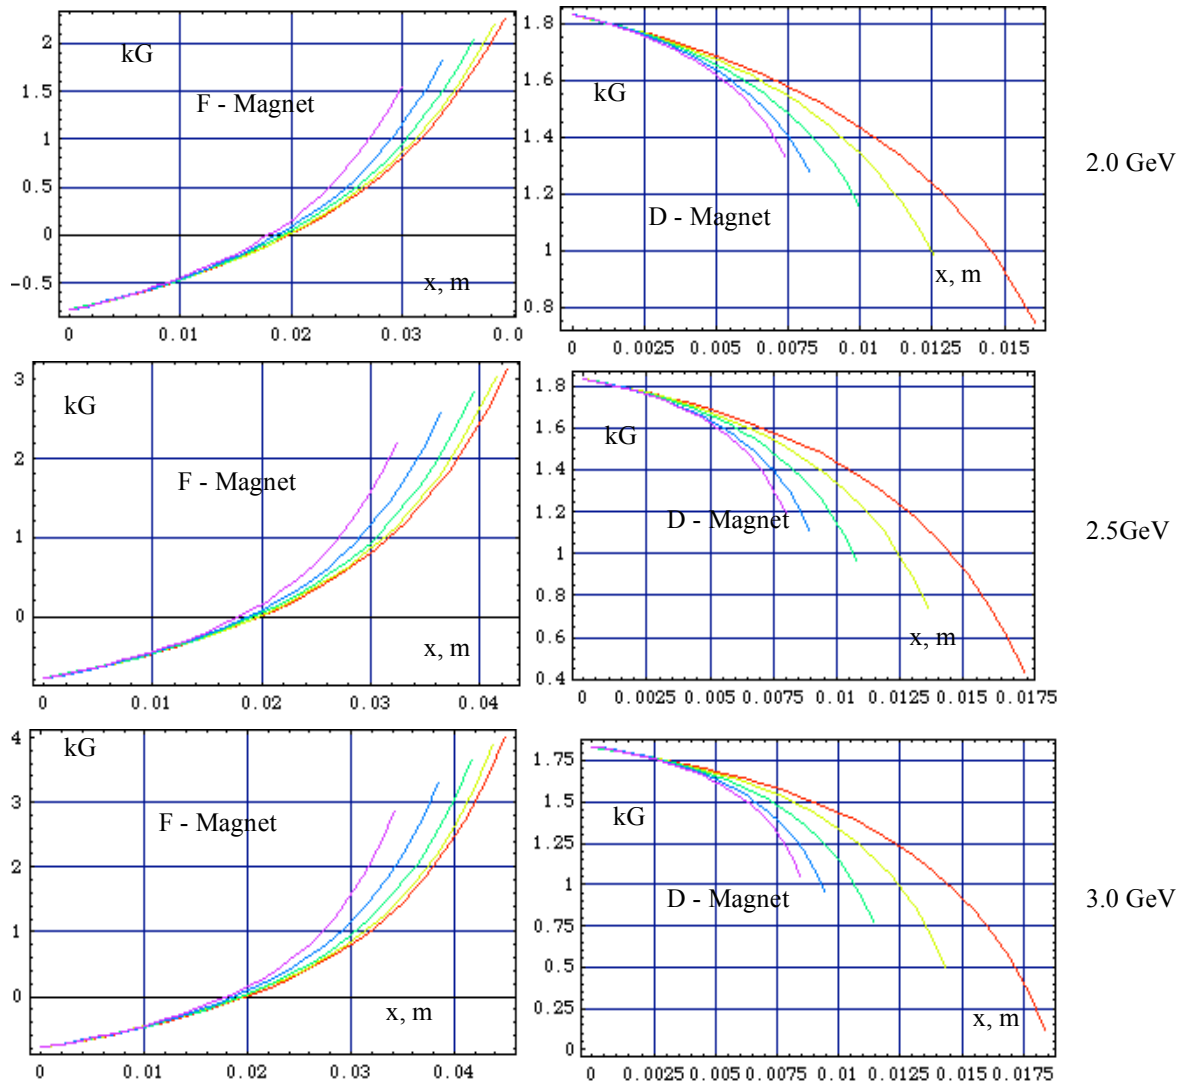 2
1.5
1
0.5
0
-0.5
kG
F - Magnet
x, m
0 0.01 0.02 0.03 0.0
1.8
1.6
1.4
1.2
1
0.8
kG
D - Magnet
x, m
0 0.0025 0.005 0.0075 0.01 0.0125 0.015
2.0 GeV
3
2
1
0
kG
F - Magnet
x, m
0 0.01 0.02 0.03 0.04
1.8
1.6
1.4
1.2
1
0.8
0.6
0.4
kG
D - Magnet
x, m
0 0.0025 0.005 0.0075 0.01 0.0125 0.015 0.0175
2.5GeV
4
3
2
1
0
kG
F - Magnet
x, m
0 0.01 0.02 0.03 0.04
1.75
1.5
1.25
1
0.75
0.5
0.25
0
kG
D - Magnet
x, m
0 0.0025 0.005 0.0075 0.01 0.0125 0.015 0.0175
3.0 GeV